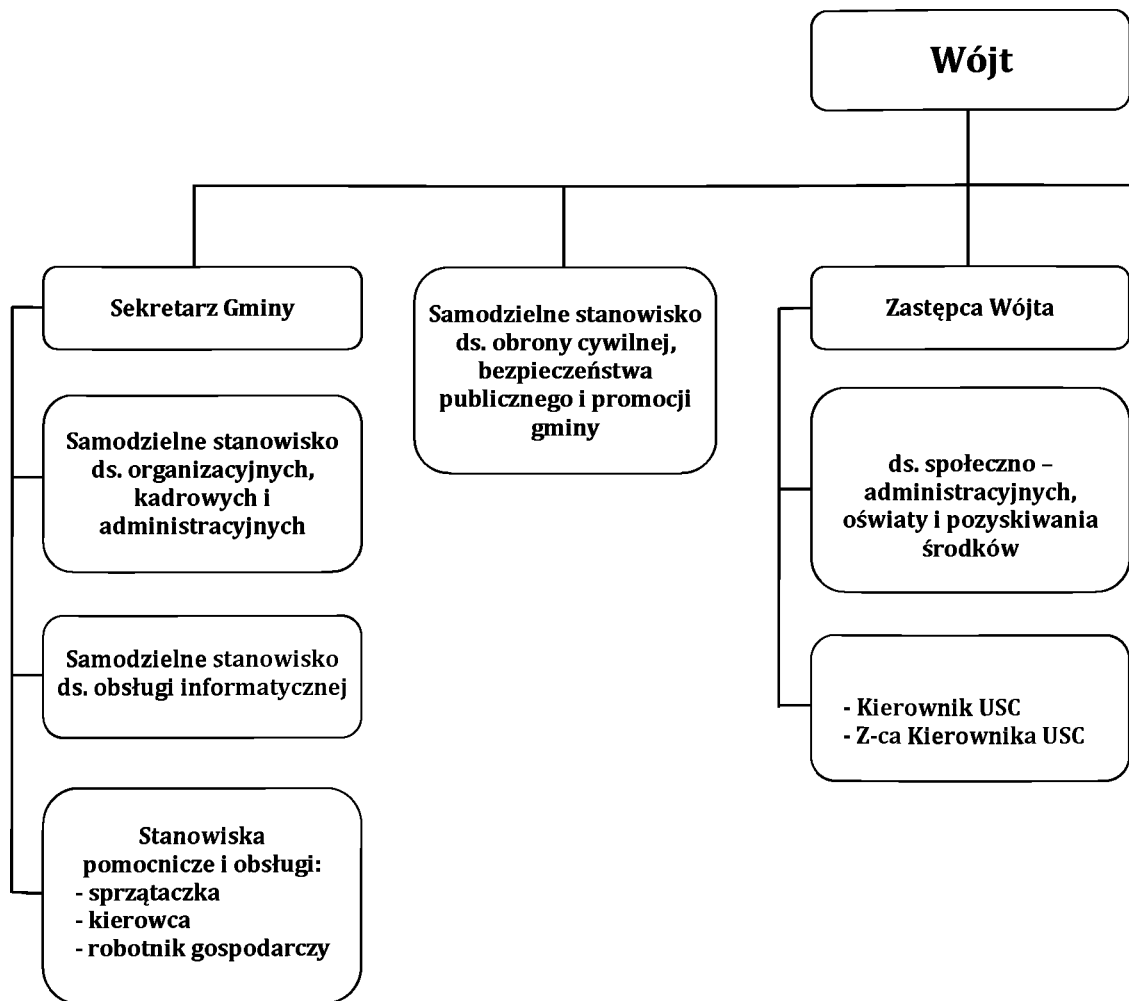 Wójt
Sekretarz Gminy
Samodzielne stanowisko
ds. organizacyjnych,
kadrowych i
administracyjnych
Samodzielne stanowisko
ds. obsługi informatycznej
Stanowiska
pomocnicze i obsługi:
- sprzątaczka
- kierowca
- robotnik gospodarczy
Samodzielne stanowisko
ds. obrony cywilnej,
bezpieczeństwa
publicznego i promocji
gminy
Zastępca Wójta
ds. społeczno –
administracyjnych,
oświaty i pozyskiwania
środków
- Kierownik USC
- Z-ca Kierownika USC